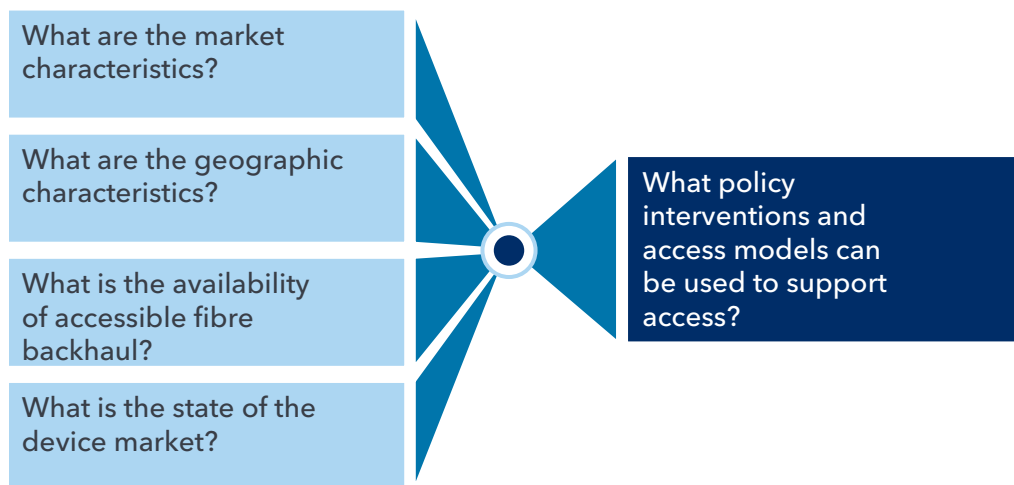 What are the market
characteristics?
What are the geographic
characteristics?
What is the availability
of accessible fibre
backhaul?
What is the state of the
device market?
What policy
interventions and
access models can
be used to support
access?